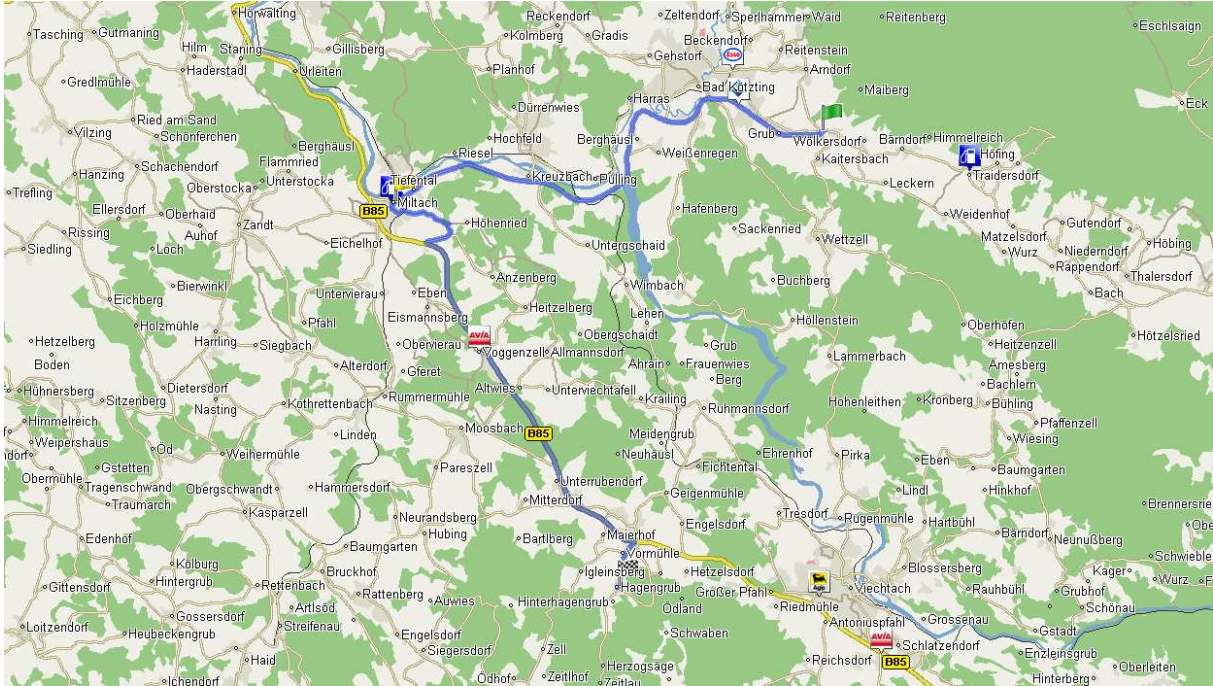 Horwalting
Reckendorf
Zeltendorf
Sperlhammer
Waid
Reitenberg
Tasching
Gutmaning
Kolmberg
Gradis
Beckendorf
Eschlsaign
Hilm
Staning
Gillisberg
Gehstorf
ESSO
Reitenstein
Haderstadl
Urleiten
Planhof
Arndorf
Gredlmühle
Bad Kötzting
Maiberg
Harras
Eck
Ried am Sand
Dürrenwies
Vilzing
Schönferchen
Hochfeld
Berghäusl
Grub
Wölkersdorf
Bärndorf
Himmelreich
Berghäusl
Riesel
Weißenregen
Kaitersbach
Höfing
Schachendorf
Flammried
Traidersdorf
Hanzing
Unterstocka
Tiefental
Kreuzbach
Pulling
Leckern
Trefling
Oberstocka
Miltach
Ellersdorf
Oberhaid
B85
Hafenberg
Weidenhof
Gutendorf
Rissing
Auhof
Zandt
Höhenried
Sackenried
Matzelsdorf
Höbing
Siedling
Loch
Eichelhof
Untergschaid
Wettzell
Wurz
Niederndorf
Rappendorf
Bierwinkl
Anzenberg
Buchberg
Thalersdorf
Eichberg
Untervierau
Eben
Wimbach
Bach
Holzmühle
Pfahl
Eismannsberg
Heitzelberg
Lehen
Höllenstein
Oberhöfen
Hetzelberg
Harrling
Siegbach
Obervierau
AVIA
Voggenzell
Allmannsdorf
Obergschaidt
Grub
Heitzenzell
Hötzelsried
Boden
Alterdorf
Gferet
Ahrain
Frauenwies
Lammerbach
Arnesberg
Hühnersberg
Dietersdorf
Rummermühle
Altwies
Unterviechtafell
Berg
Bachlern
Sitzenberg
Nasting
Kothrettenbach
Krailing
Ruhmannsdorf
Hohenleithen
Kronberg
Bühling
Himmelreich
Linden
Moosbach
B85
Meidengrub
Pfaffenzell
Weipershaus
Öd
Weihermühle
Neuhäusl
Ehrenhof
Pirka
Wiesing
Gstetten
Pareszell
Fichtental
Eben
Baumgarten
Obermühle
Tragenschwand
Obergschwandt
Hammersdorf
Unterrubendorf
Geigenmühle
Lindl
Hinkhof
Traumarch
Kasparzell
Mitterdorf
Tresdorf
Brennersrie
Neurandsberg
Engelsdorf
Rugenmühle
Hartbühl
Edenhof
Hubing
Bartlberg
Maierhof
Bärndorf
Neunußberg
Baumgarten
Vormühle
Schwieble
Kolburg
Bruckhof
Igleinsberg
Hetzelsdorf
Blossersberg
Kager
Hintergrub
Rettenbach
Rattenberg
Hagengrub
Großer Pfahl
Viechtach
Rauhbühl
Grubhof
Wurz
Gittensdorf
Auwies
Hinterhagengrub
Ödland
Riedmühle
Schönau
Artlsöd
Gossersdorf
Streifenau
Antoniuspfahl
Grossenau
Loitzendorf
Heubeckengrub
Engelsdorf
Schwaben
Gstadt
Siegersdorf
Zell
AVIA
Schlatzendorf
Enzleinsgrub
Haid
Herzogsäge
Reichsdorf
B85
Oberleiten
Ichendorf
Ödhof
Zeitlhof
Zeitlau
Hinterberg